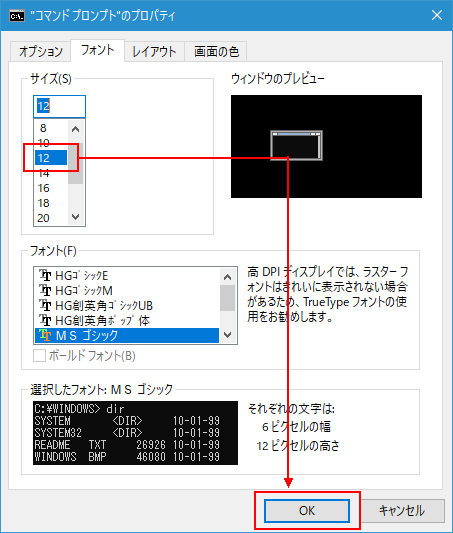 "コマンド プロンプト"のプロパティ
オプション フォント レイアウト 画面の色
サイズ(S)
12
8
10
12
14
16
18
20
ウィンドウのプレビュー
フォント(F)
HGｺﾞｼｯｸE
HGｺﾞｼｯｸM
HG創英角ｺﾞｼｯｸUB
HG創英角ﾎﾟｯﾌﾟ体
ＭＳ ゴシック
ボールド フォント(B)
高 DPI ディスプレイでは、ラスター フ
ォントはきれいに表示されない場合
があるため、TrueType フォントの使
用をお勧めします。
選択したフォント: ＭＳ ゴシック
C:¥WINDOWS> dir
SYSTEM <DIR> 10-01-99
SYSTEM32 <DIR> 10-01-99
README TXT 26926 10-01-99
WINDOWS BMP 46080 10-01-99
それぞれの文字は:
6 ピクセルの幅
12 ピクセルの高さ
OK キャンセル